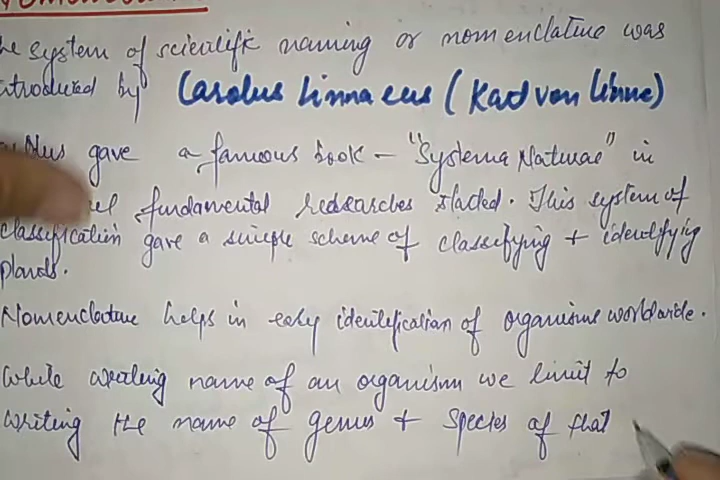 The system of scientific naming or nomenclature was
introduced by Carolus Linnaeus (Karl von Linne)
gave a famous book - "Systema Naturae" in
fundamental researches started. This system of
classification gave a simple scheme of classifying + identifying
plants.
Nomenclature helps in easy identification of organisms worldwide.
While writing name of an organism we limit to
writing the name of genus + species of that